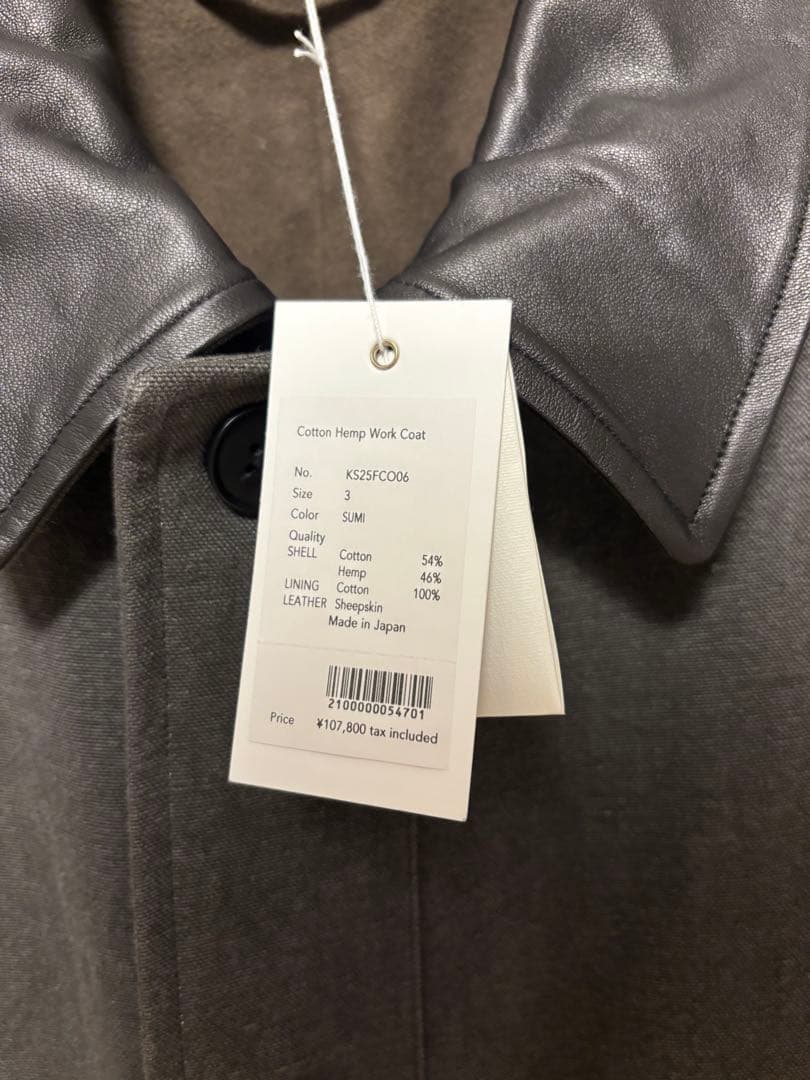 Cotton Hemp Work Coat
No. KS25FCO06
Size 3
Color SUMI
Quality
SHELL Cotton 54%
Hemp 46%
LINING Cotton 100%
LEATHER Sheepskin
Made in Japan
2100000054701
Price ¥107,800 tax included